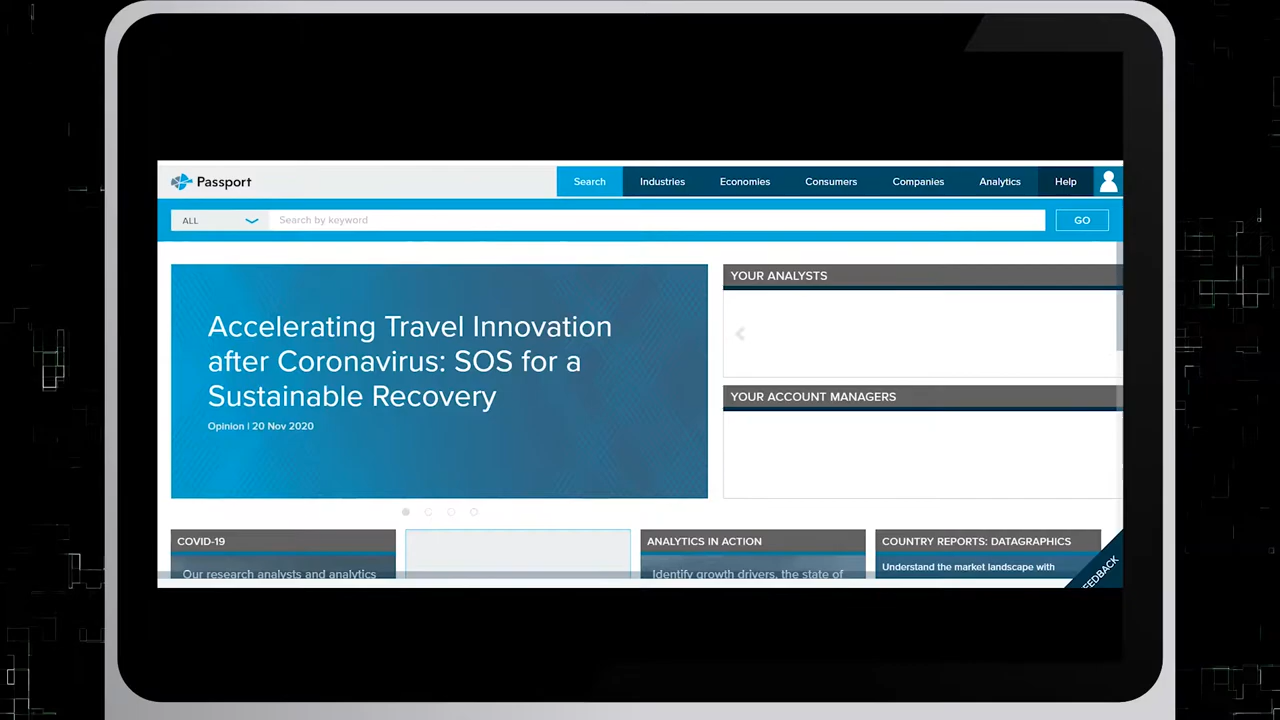 Passport
Search
Industries
Economies
Consumers
Companies
Analytics
Help
ALL
Search by keyword
GO
Accelerating Travel Innovation
after Coronavirus: SOS for a
Sustainable Recovery
Opinion | 20 Nov 2020
YOUR ANALYSTS
YOUR ACCOUNT MANAGERS
COVID-19
Our research analysts and analytics
ANALYTICS IN ACTION
Identify growth drivers, the state of
COUNTRY REPORTS: DATAGRAPHICS
Understand the market landscape with
EEDBACK